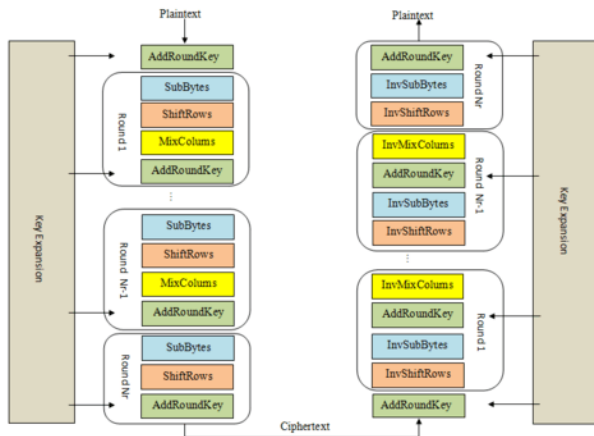 Plaintext
AddRoundKey
SubBytes
ShiftRows
MixColums
AddRoundKey
Round 1
...
SubBytes
ShiftRows
MixColums
AddRoundKey
Round Nr-1
SubBytes
ShiftRows
AddRoundKey
Round Nr
Key Expansion
Ciphertext
Plaintext
AddRoundKey
InvSubBytes
InvShiftRows
Round Nr
InvMixColums
AddRoundKey
InvSubBytes
InvShiftRows
Round Nr-1
...
InvMixColums
AddRoundKey
InvSubBytes
InvShiftRows
Round 1
AddRoundKey
Key Expansion